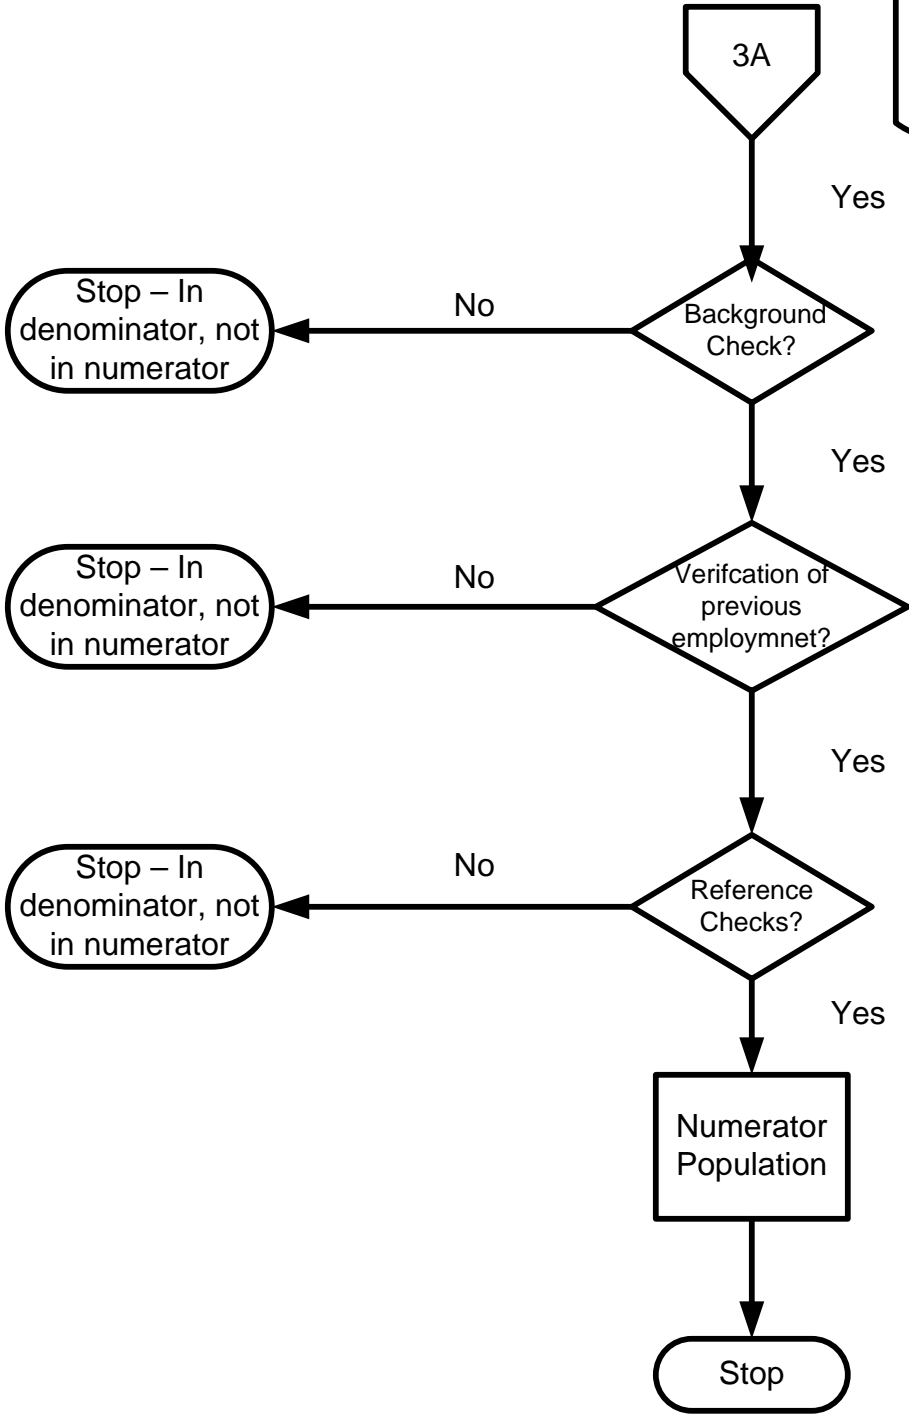 3A
Yes
Stop – In
denominator, not
in numerator
No
Background
Check?
Yes
Stop – In
denominator, not
in numerator
No
Verifcation of
previous
employmnet?
Yes
Stop – In
denominator, not
in numerator
No
Reference
Checks?
Yes
Numerator
Population
Stop